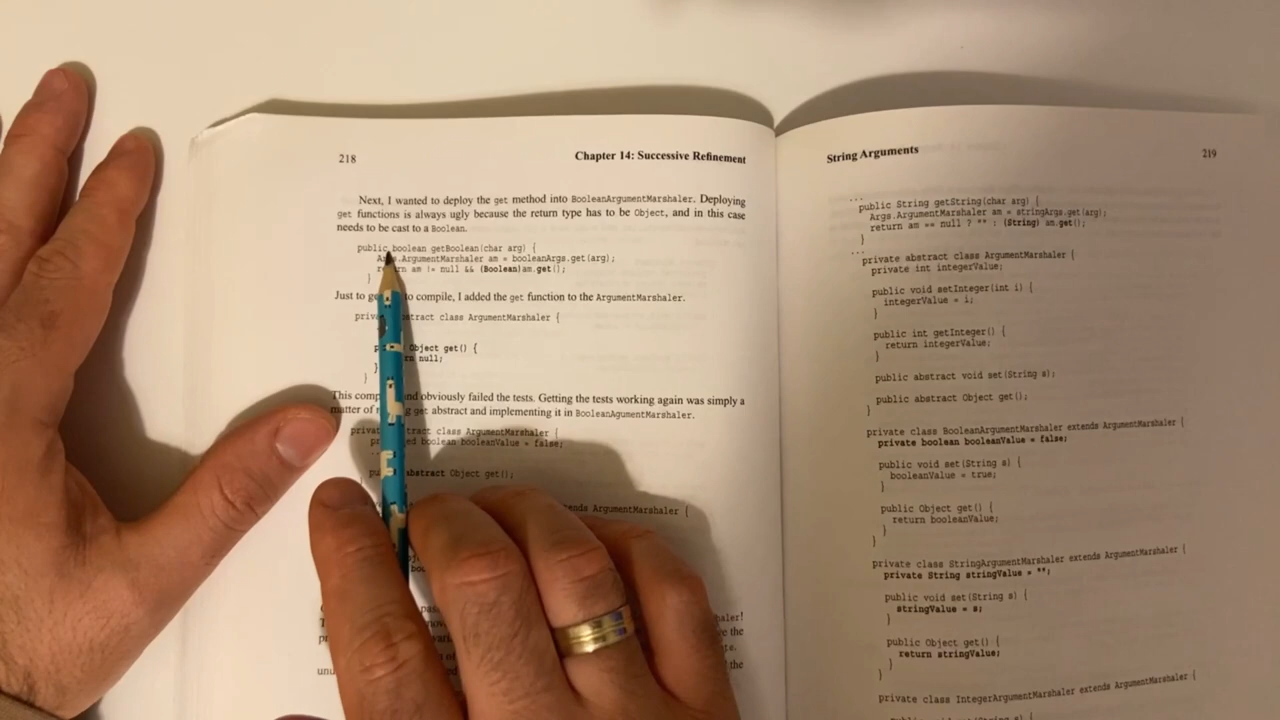 218
Chapter 14: Successive Refinement
Next, I wanted to deploy the get method into BooleanArgumentMarshaler. Deploying
get functions is always ugly because the return type has to be Object, and in this case
needs to be cast to a Boolean.
public boolean getBoolean(char arg) {
.ArgumentMarshaler am = booleanArgs.get(arg);
am != null && (Boolean)am.get();
}
Just to to compile, I added the get function to the ArgumentMarshaler.
class ArgumentMarshaler {
Object get() {
null;
}
}
This and obviously failed the tests. Getting the tests working again was simply a
matter of get abstract and implementing it in BooleanAgumentMarshaler.
class ArgumentMarshaler {
boolean booleanValue = false;
abstract Object get();
ArgumentMarshaler {
the
the
String Arguments
219
...
public String getString(char arg) {
Args.ArgumentMarshaler am = stringArgs.get(arg);
return am == null ? "" : (String) am.get();
}
...
private abstract class ArgumentMarshaler {
private int integerValue;
public void setInteger(int i) {
integerValue = i;
}
public int getInteger() {
return integerValue;
}
public abstract void set(String s);
public abstract Object get();
}
private class BooleanArgumentMarshaler extends ArgumentMarshaler {
private boolean booleanValue = false;
public void set(String s) {
booleanValue = true;
}
public Object get() {
return booleanValue;
}
}
private class StringArgumentMarshaler extends ArgumentMarshaler {
private String stringValue = "";
public void set(String s) {
stringValue = s;
}
public Object get() {
return stringValue;
}
}
private class IntegerArgumentMarshaler extends ArgumentMarshaler {